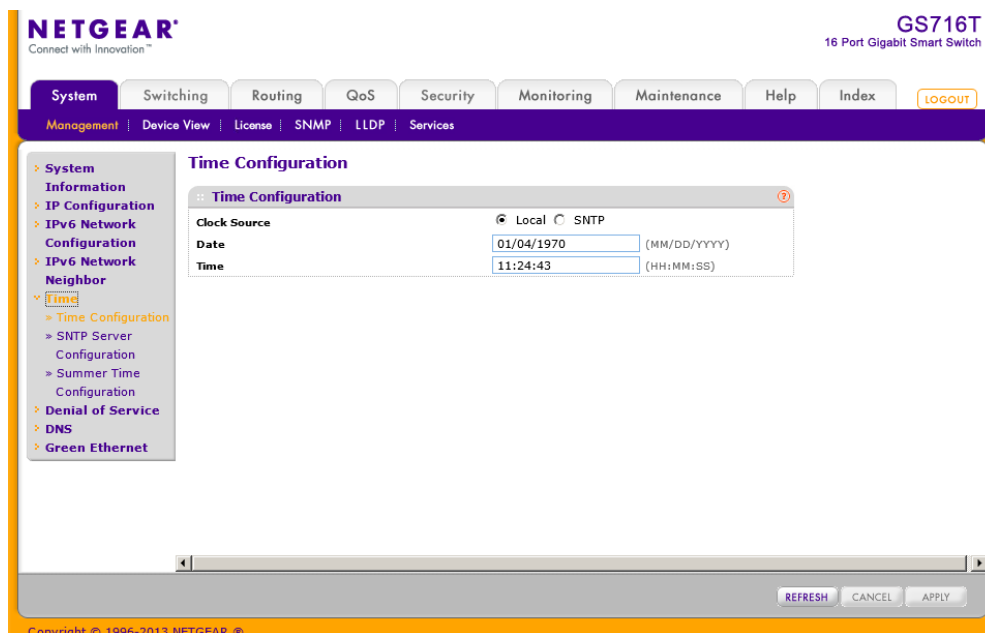 NETGEAR®
Connect with Innovation™
GS716T
16 Port Gigabit Smart Switch
System Switching Routing QoS Security Monitoring Maintenance Help Index LOGOUT
Management Device View License SNMP LLDP Services
System
Information
IP Configuration
IPv6 Network
Configuration
IPv6 Network
Neighbor
Time
» Time Configuration
» SNTP Server
Configuration
» Summer Time
Configuration
Denial of Service
DNS
Green Ethernet
Time Configuration
Time Configuration ?
Clock Source Local SNTP
Date 01/04/1970 (MM/DD/YYYY)
Time 11:24:43 (HH:MM:SS)
REFRESH CANCEL APPLY
Copyright © 1996-2013 NETGEAR ®